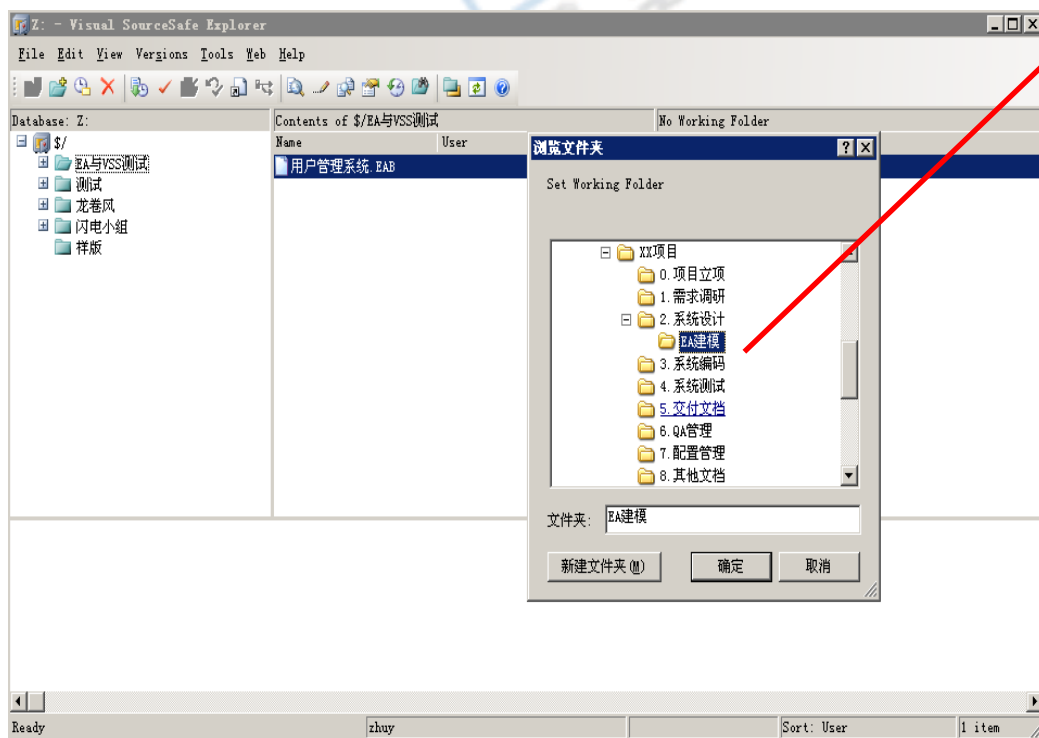 Z: - Visual SourceSafe Explorer
File Edit View Versions Tools Web Help
Database: Z:
Contents of $/EA与VSS测试
No Working Folder
$/
EA与VSS测试
测试
龙卷风
闪电小组
样版
Name User
用户管理系统.EAB
浏览文件夹
Set Working Folder
XX项目
0.项目立项
1.需求调研
2.系统设计
EA建模
3.系统编码
4.系统测试
5.交付文档
6.QA管理
7.配置管理
8.其他文档
文件夹: EA建模
新建文件夹(M) 确定 取消
Ready zhuy Sort: User 1 item